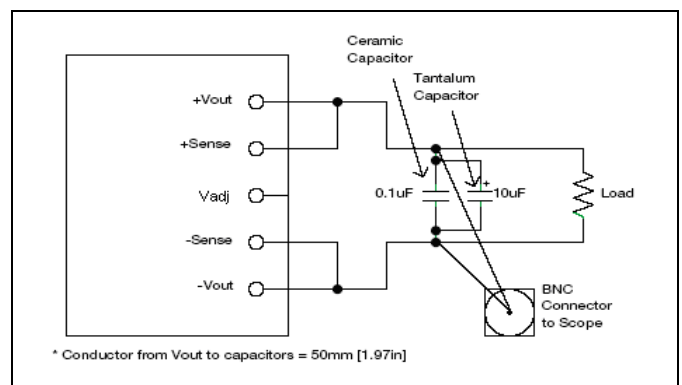 Ceramic
Capacitor
Tantalum
Capacitor
+Vout
+Sense
Vadj
-Sense
-Vout
0.1uF
+
10uF
Load
BNC
Connector
to Scope
* Conductor from Vout to capacitors = 50mm [1.97in]